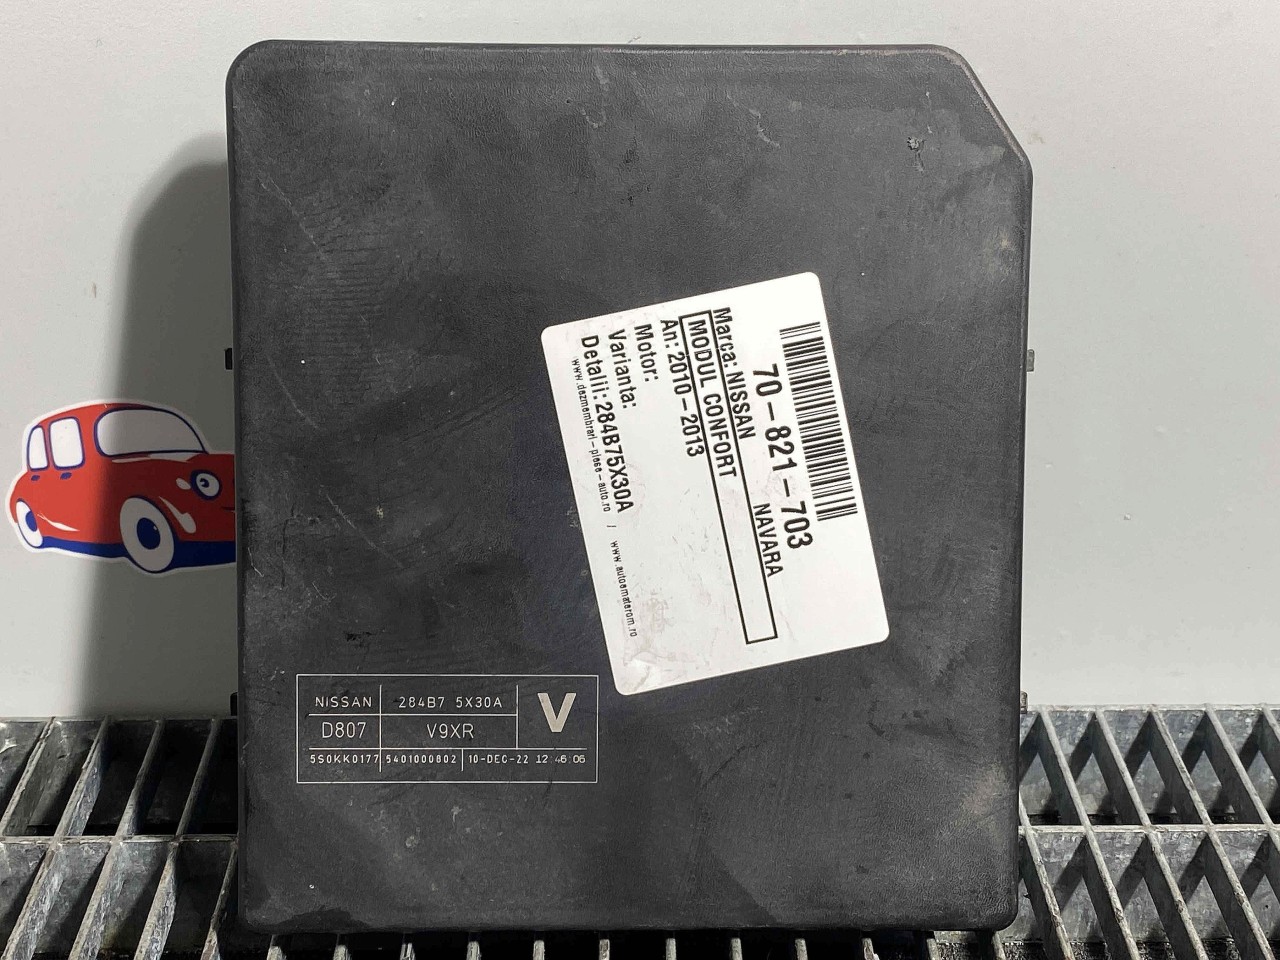 70-821-703
Marca: NISSAN NAVARA
MODUL CONFORT
An: 2010-2013
Motor:
Varianta:
Detalii: 284B75X30A
www.dezmembrari-piese-auto.ro / www.autoematerom.ro
NISSAN 284B7 5X30A V
D807 V9XR
5S0KK0177 5401000802 10-DEC-22 12:46:06